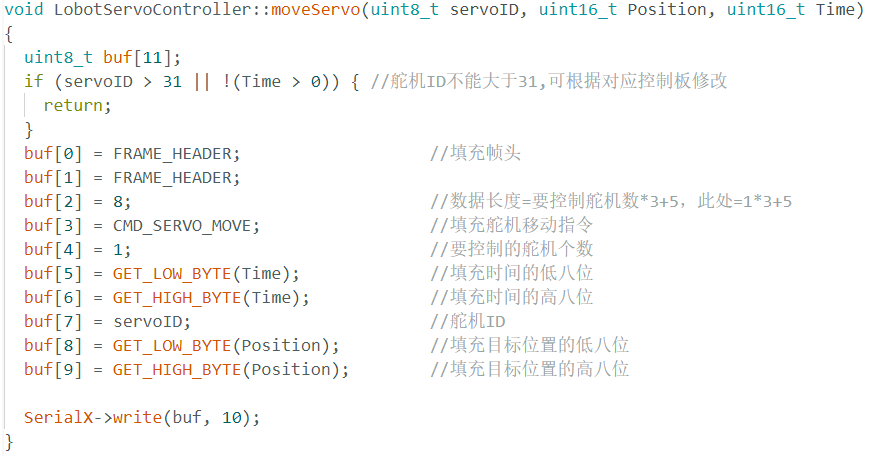 void LobotServoController::moveServo(uint8_t servoID, uint16_t Position, uint16_t Time)
{
  uint8_t buf[11];
  if (servoID > 31 || !(Time > 0)) { //舵机ID不能大于31,可根据对应控制板修改
    return;
  }
  buf[0] = FRAME_HEADER;                   //填充帧头
  buf[1] = FRAME_HEADER;
  buf[2] = 8;                              //数据长度=要控制舵机数*3+5，此处=1*3+5
  buf[3] = CMD_SERVO_MOVE;                 //填充舵机移动指令
  buf[4] = 1;                              //要控制的舵机个数
  buf[5] = GET_LOW_BYTE(Time);             //填充时间的低八位
  buf[6] = GET_HIGH_BYTE(Time);            //填充时间的高八位
  buf[7] = servoID;                        //舵机ID
  buf[8] = GET_LOW_BYTE(Position);         //填充目标位置的低八位
  buf[9] = GET_HIGH_BYTE(Position);        //填充目标位置的高八位
  SerialX->write(buf, 10);
}